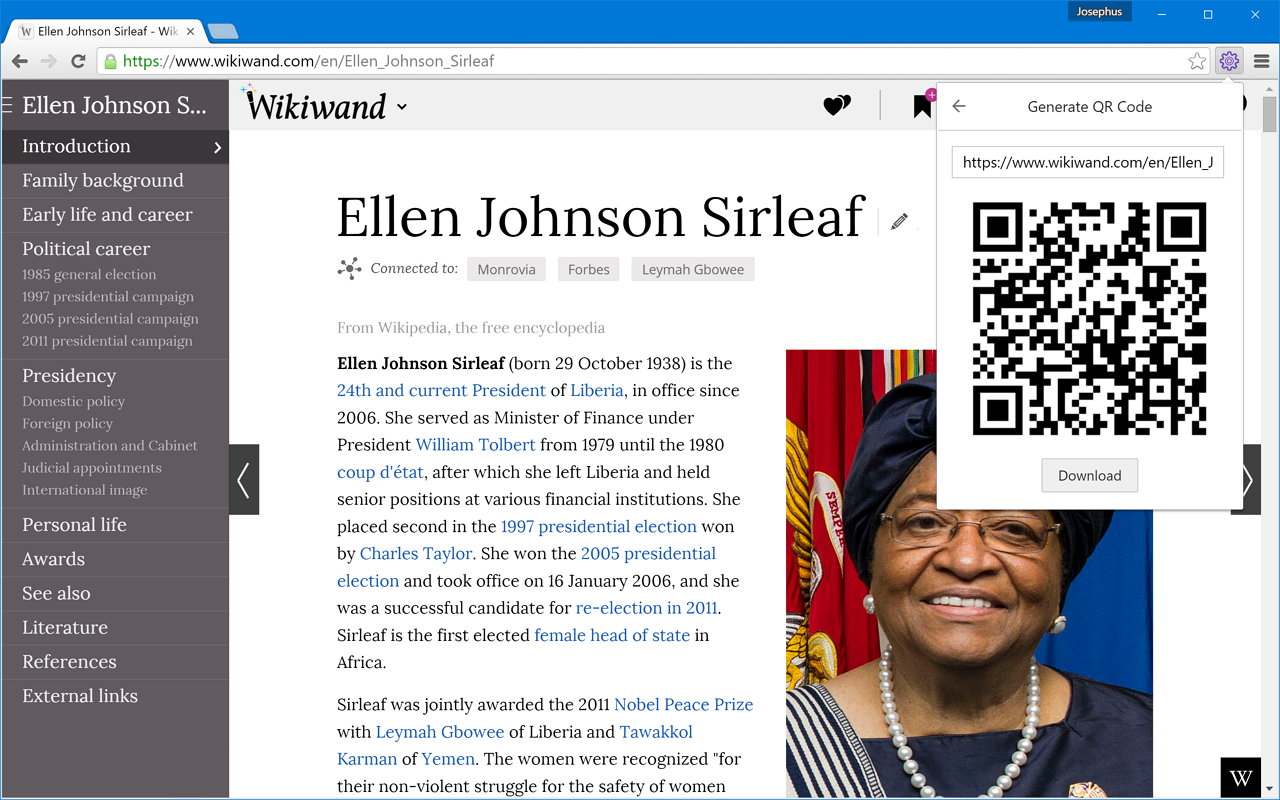 Josephus
Ellen Johnson Sirleaf - Wik
https://www.wikiwand.com/en/Ellen_Johnson_Sirleaf
Ellen Johnson S...
Introduction
Family background
Early life and career
Political career
1985 general election
1997 presidential campaign
2005 presidential campaign
2011 presidential campaign
Presidency
Domestic policy
Foreign policy
Administration and Cabinet
Judicial appointments
International image
Personal life
Awards
See also
Literature
References
External links
Wikiwand
Ellen Johnson Sirleaf
Connected to: Monrovia Forbes Leymah Gbowee
From Wikipedia, the free encyclopedia
Ellen Johnson Sirleaf (born 29 October 1938) is the
24th and current President of Liberia, in office since
2006. She served as Minister of Finance under
President William Tolbert from 1979 until the 1980
coup d'état, after which she left Liberia and held
senior positions at various financial institutions. She
placed second in the 1997 presidential election won
by Charles Taylor. She won the 2005 presidential
election and took office on 16 January 2006, and she
was a successful candidate for re-election in 2011.
Sirleaf is the first elected female head of state in
Africa.
Sirleaf was jointly awarded the 2011 Nobel Peace Prize
with Leymah Gbowee of Liberia and Tawakkol
Karman of Yemen. The women were recognized "for
their non-violent struggle for the safety of women
Generate QR Code
https://www.wikiwand.com/en/Ellen_J
Download
SEMPER
W